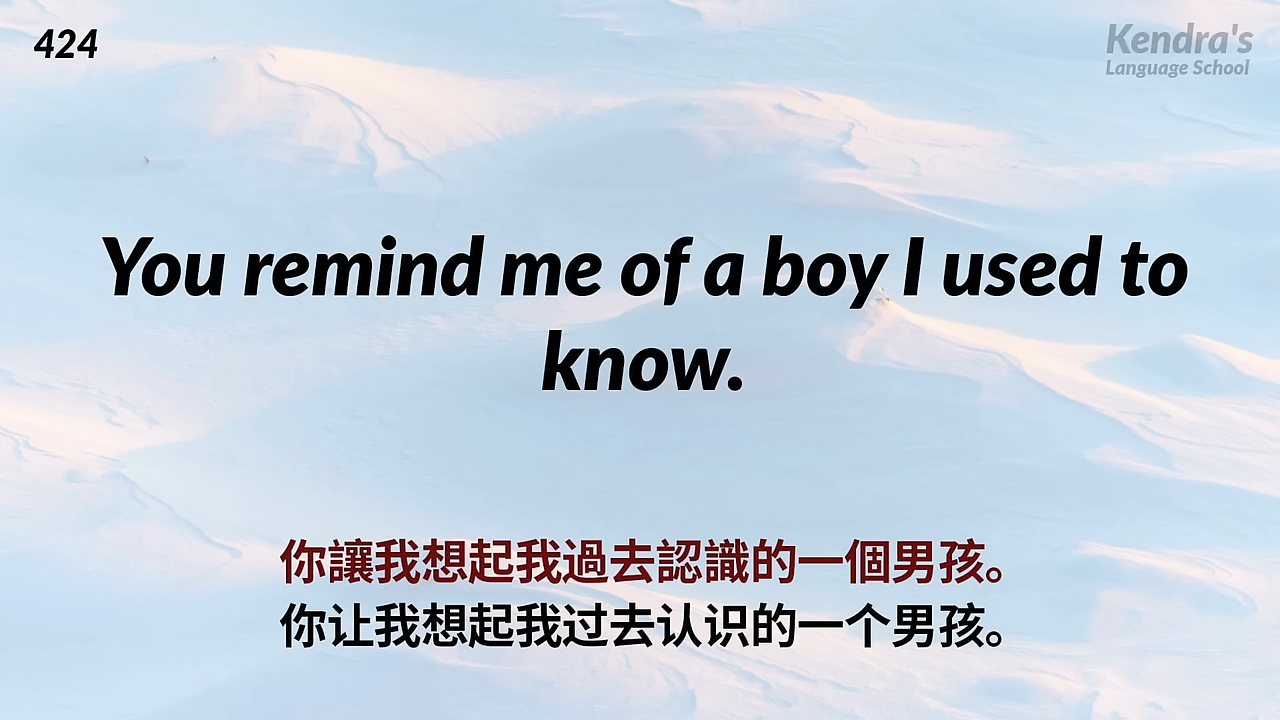 424
Kendra's
Language School
You remind me of a boy I used to
know.
你讓我想起我過去認識的一個男孩。
你让我想起我过去认识的一个男孩。